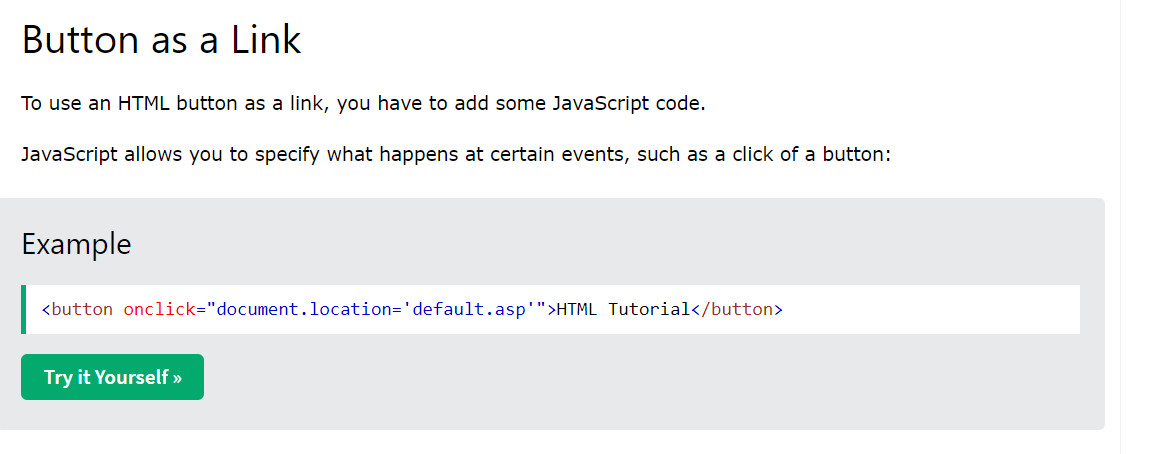 Button as a Link
To use an HTML button as a link, you have to add some JavaScript code.
JavaScript allows you to specify what happens at certain events, such as a click of a button:
Example
<button onclick="document.location='default.asp'">HTML Tutorial</button>
Try it Yourself »